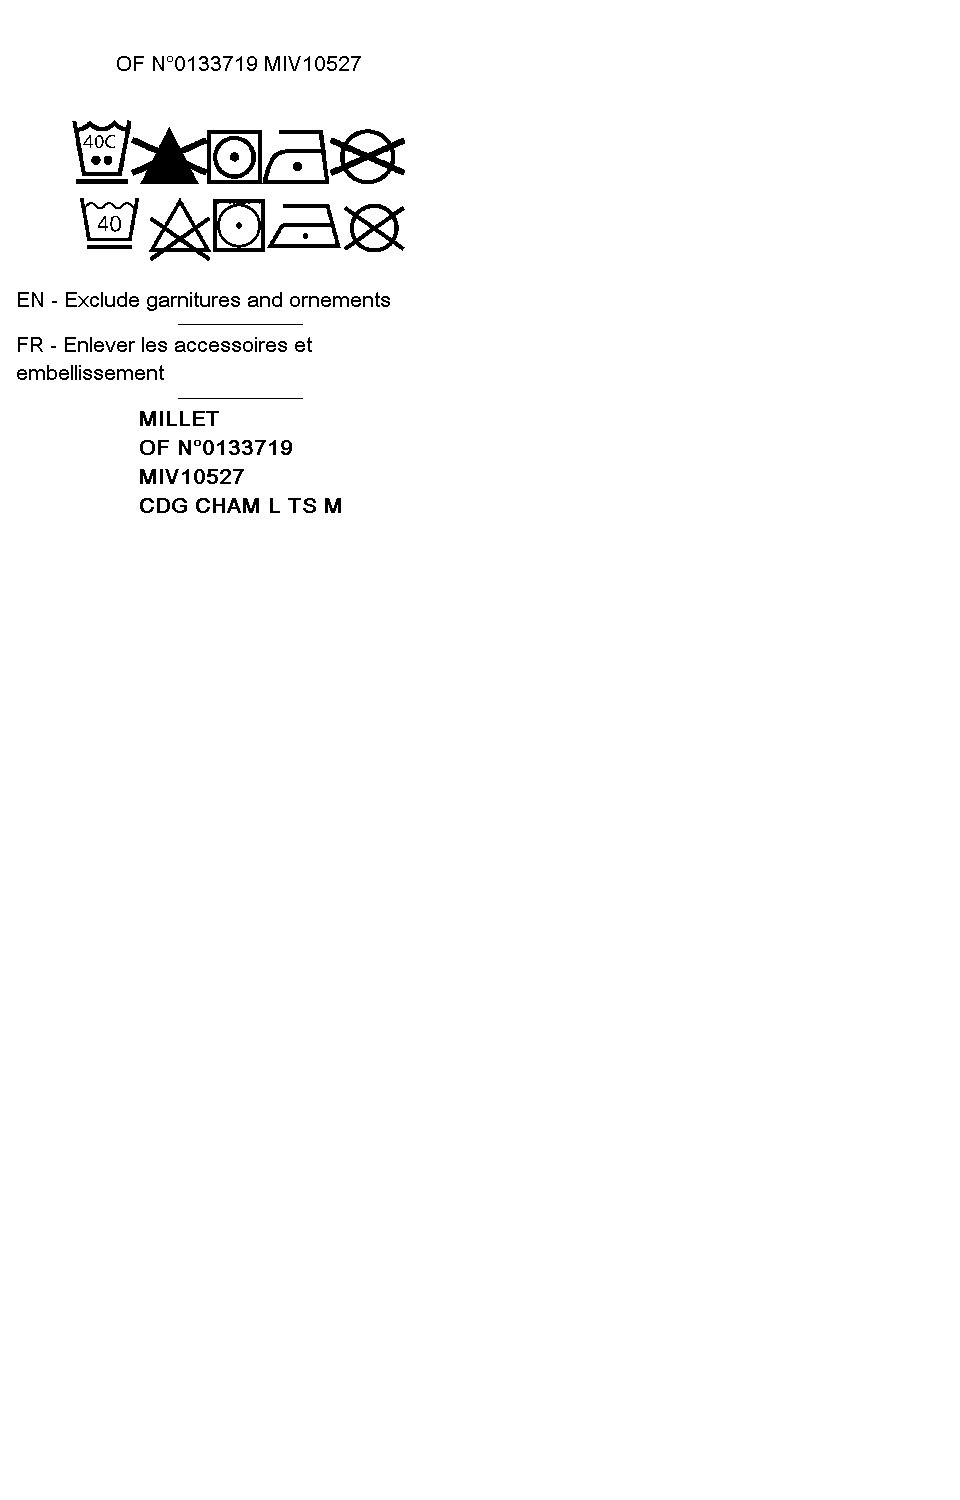 OF N°0133719 MIV10527
40C
40
EN - Exclude garnitures and ornements
FR - Enlever les accessoires et
embellissement
MILLET
OF N°0133719
MIV10527
CDG CHAM L TS M